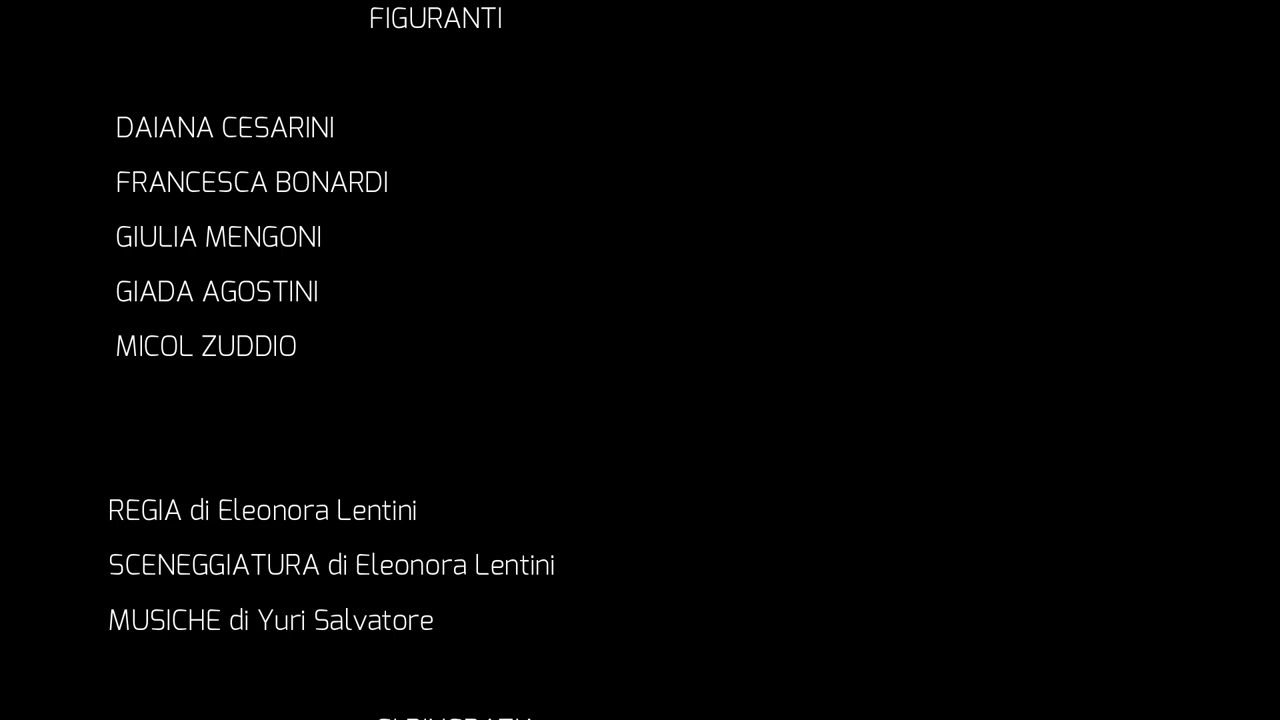 FIGURANTI
DAIANA CESARINI
FRANCESCA BONARDI
GIULIA MENGONI
GIADA AGOSTINI
MICOL ZUDDIO
REGIA di Eleonora Lentini
SCENEGGIATURA di Eleonora Lentini
MUSICHE di Yuri Salvatore